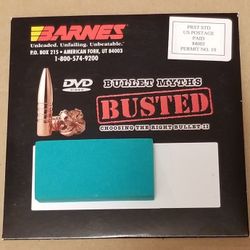 BARNES
Unleaded. Unfailing. Unbeatable.
P.O. BOX 215 • AMERICAN FORK, UT 84003
1-800-574-9200
PRST STD
US POSTAGE
PAID
84003
PERMIT NO. 19
DVD
VIDEO
BULLET MYTHS
BUSTED
CHOOSING THE RIGHT BULLET-II